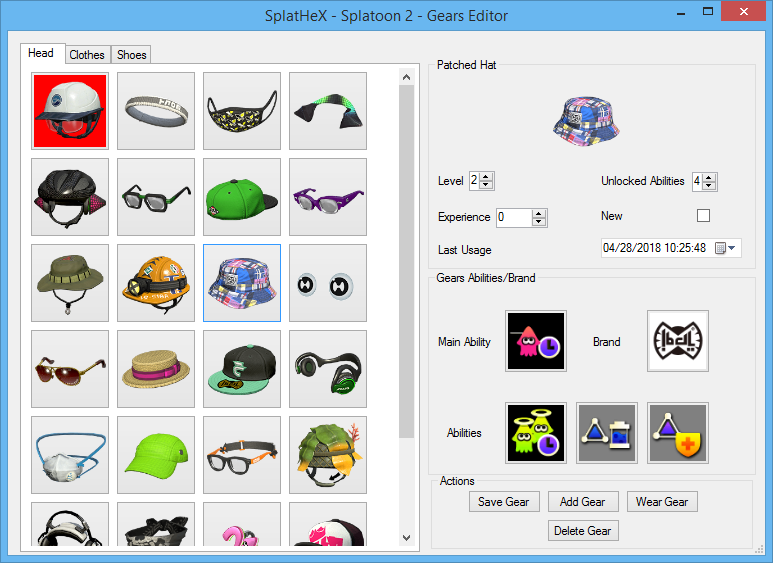 SplatHeX - Splatoon 2 - Gears Editor
Head Clothes Shoes
Patched Hat
Level 2
Unlocked Abilities 4
Experience 0
New
Last Usage 04/28/2018 10:25:48
Gears Abilities/Brand
Main Ability
Brand
Abilities
Actions
Save Gear Add Gear Wear Gear
Delete Gear